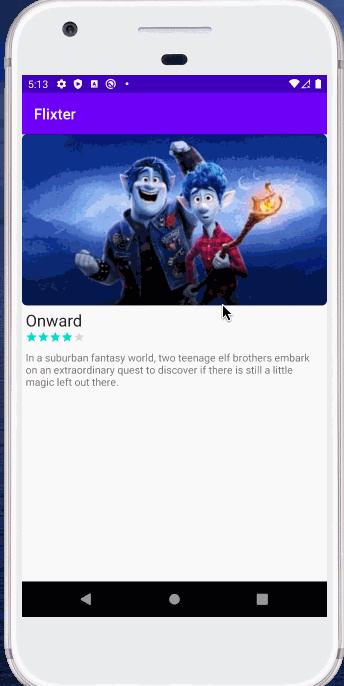 5:13
Flixter
Onward
In a suburban fantasy world, two teenage elf brothers embark
on an extraordinary quest to discover if there is still a little
magic left out there.